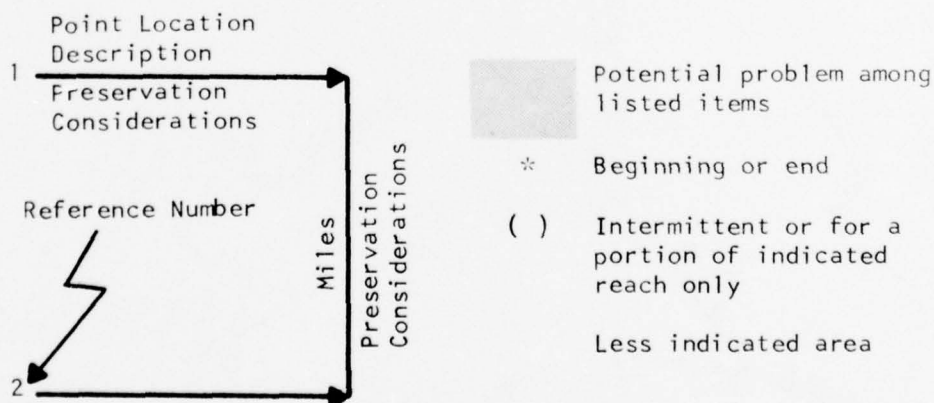 Point Location
Description
1
Preservation
Considerations
Reference Number
Miles
Preservation
Considerations
2
Potential problem among
listed items
* Beginning or end
( ) Intermittent or for a
portion of indicated
reach only
Less indicated area